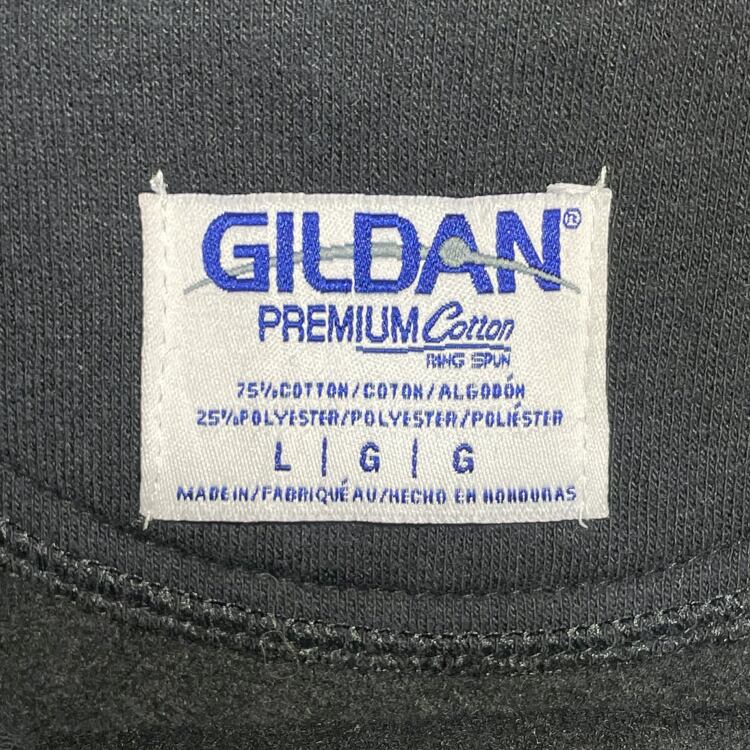 GILDAN®
PREMIUM Cotton
RING SPUN
75% COTTON/COTON/ALGODÓN
25% POLYESTER/POLYESTER/POLIÉSTER
L | G | G
MADE IN/FABRIQUÉ AU/HECHO EN HONDURAS